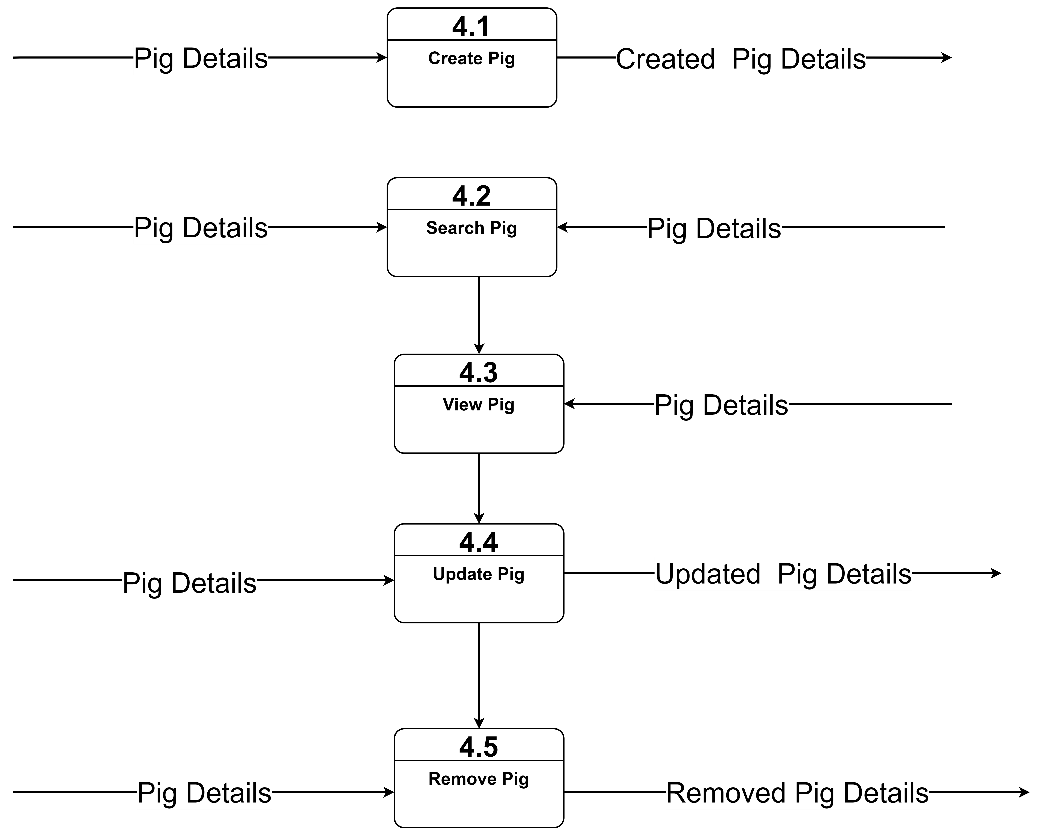 4.1
Pig Details
Create Pig
Created Pig Details
4.2
Pig Details
Search Pig
Pig Details
4.3
View Pig
Pig Details
4.4
Pig Details
Update Pig
Updated Pig Details
4.5
Pig Details
Remove Pig
Removed Pig Details